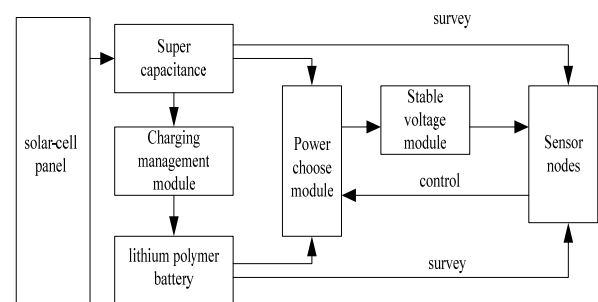 survey
Super
capacitance
solar-cell
panel
Charging
management
module
lithium polymer
battery
Power
choose
module
Stable
voltage
module
Sensor
nodes
control
survey